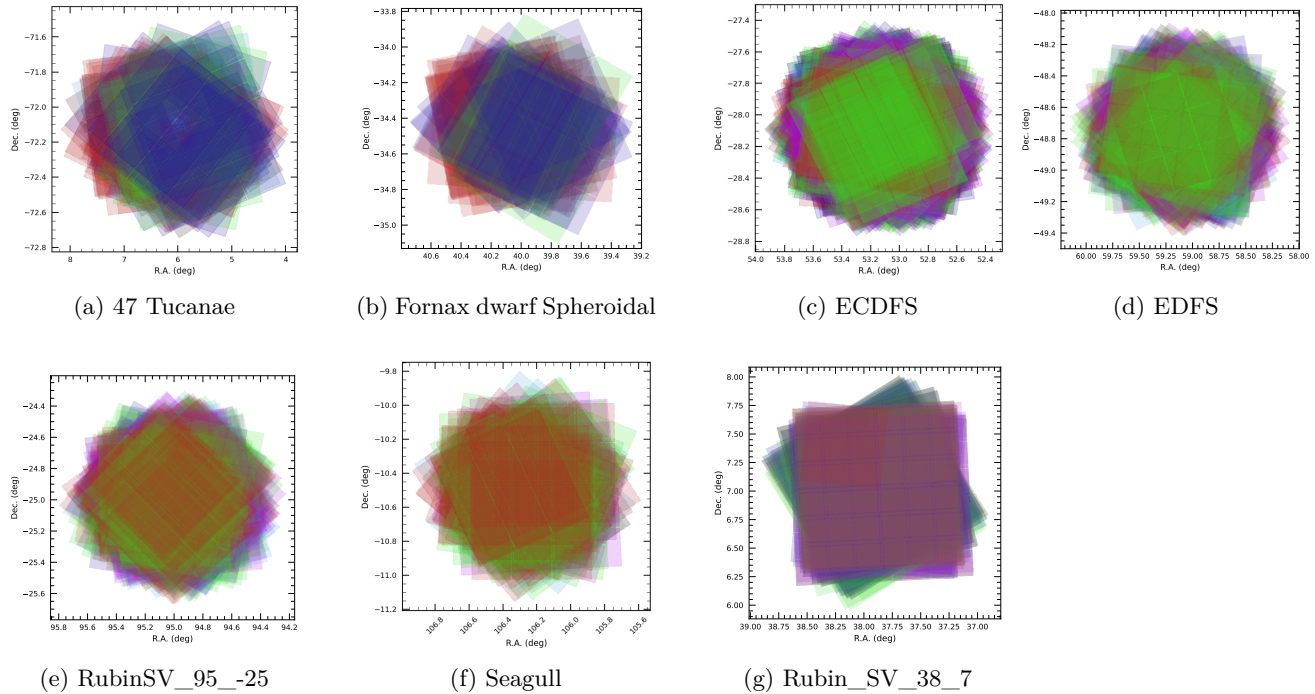 −71.6
−71.8
−72.0
−72.2
−72.4
−72.6
−72.8
Dec. (deg)
8 7 6 5 4
R.A. (deg)
(a) 47 Tucanae
−33.8
−34.0
−34.2
−34.4
−34.6
−34.8
−35.0
Dec. (deg)
40.6 40.4 40.2 40.0 39.8 39.6 39.4 39.2
R.A. (deg)
(b) Fornax dwarf Spheroidal
−27.4
−27.6
−27.8
−28.0
−28.2
−28.4
−28.6
−28.8
Dec. (deg)
54.0 53.8 53.6 53.4 53.2 53.0 52.8 52.6 52.4
R.A. (deg)
(c) ECDFS
−48.0
−48.2
−48.4
−48.6
−48.8
−49.0
−49.2
−49.4
Dec. (deg)
60.00 59.75 59.50 59.25 59.00 58.75 58.50 58.25 58.00
R.A. (deg)
(d) EDFS
−24.4
−24.6
−24.8
−25.0
−25.2
−25.4
−25.6
Dec. (deg)
95.8 95.6 95.4 95.2 95.0 94.8 94.6 94.4 94.2
R.A. (deg)
(e) RubinSV_95_-25
−9.8
−10.0
−10.2
−10.4
−10.6
−10.8
−11.0
−11.2
Dec. (deg)
106.8 106.6 106.4 106.2 106.0 105.8 105.6
R.A. (deg)
(f) Seagull
8.00
7.75
7.50
7.25
7.00
6.75
6.50
6.25
6.00
Dec. (deg)
39.00 38.75 38.50 38.25 38.00 37.75 37.50 37.25 37.00
R.A. (deg)
(g) Rubin_SV_38_7